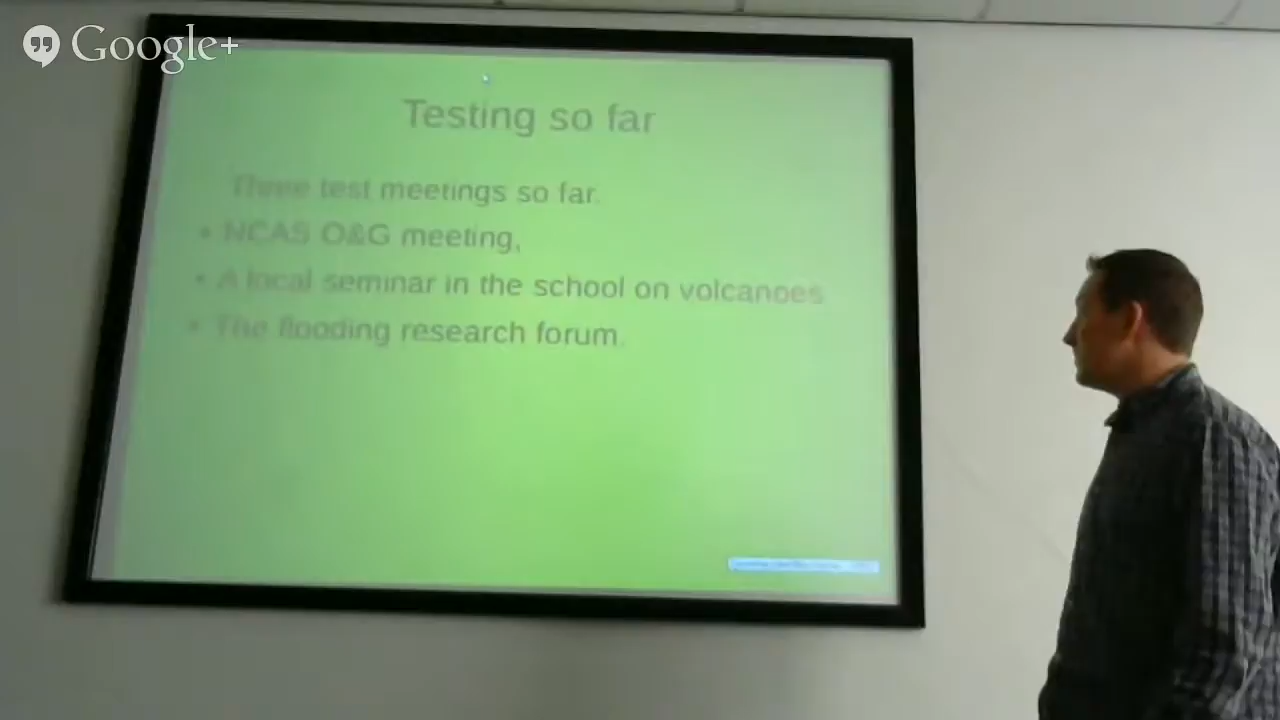 Google+
Testing so far
Three test meetings so far.
• NCAS O&G meeting,
• A local seminar in the school on volcanoes
• The flooding research forum.